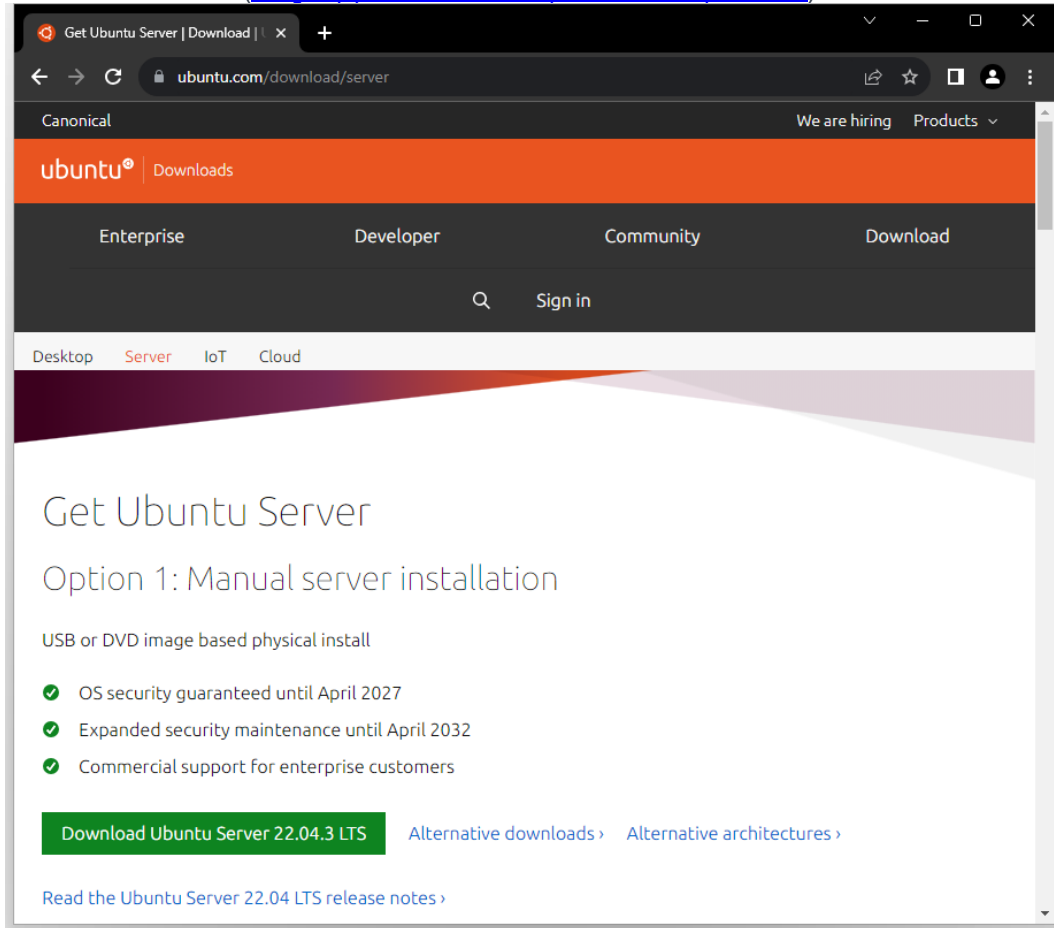 Get Ubuntu Server | Download |
ubuntu.com/download/server
Canonical We are hiring Products
ubuntu Downloads
Enterprise Developer Community Download
Sign in
Desktop Server IoT Cloud
Get Ubuntu Server
Option 1: Manual server installation
USB or DVD image based physical install
OS security guaranteed until April 2027
Expanded security maintenance until April 2032
Commercial support for enterprise customers
Download Ubuntu Server 22.04.3 LTS Alternative downloads › Alternative architectures ›
Read the Ubuntu Server 22.04 LTS release notes ›